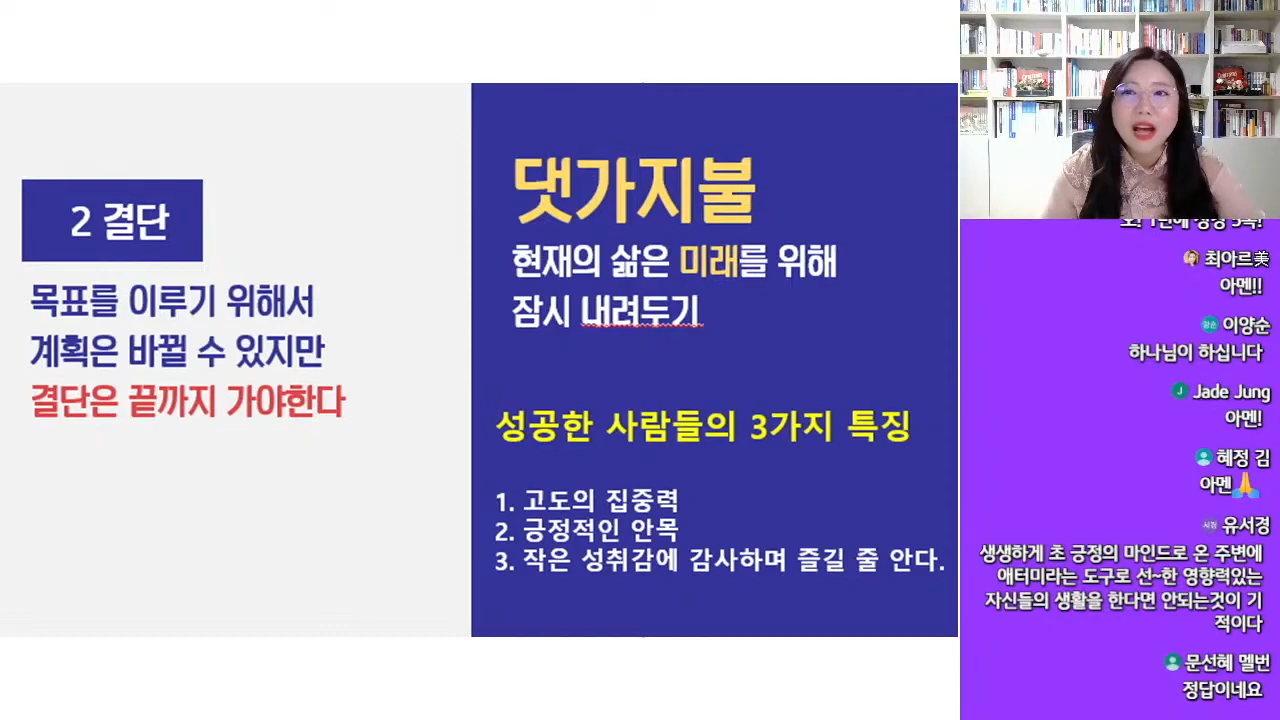 2 결단
목표를 이루기 위해서
계획은 바뀔 수 있지만
결단은 끝까지 가야한다
댓가지불
현재의 삶은 미래를 위해
잠시 내려두기
성공한 사람들의 3가지 특징
1. 고도의 집중력
2. 긍정적인 안목
3. 작은 성취감에 감사하며 즐길 줄 안다.
최아르美
아멘!!
이양순
하나님이 하십니다
J Jade Jung
아멘!
혜정 김
아멘🙏
유서경
생생하게 초 긍정의 마인드로 온 주변에
애터미라는 도구로 선~한 영향력있는
자신들의 생활을 한다면 안되는것이 기
적이다
문선혜 멜번
정답이네요